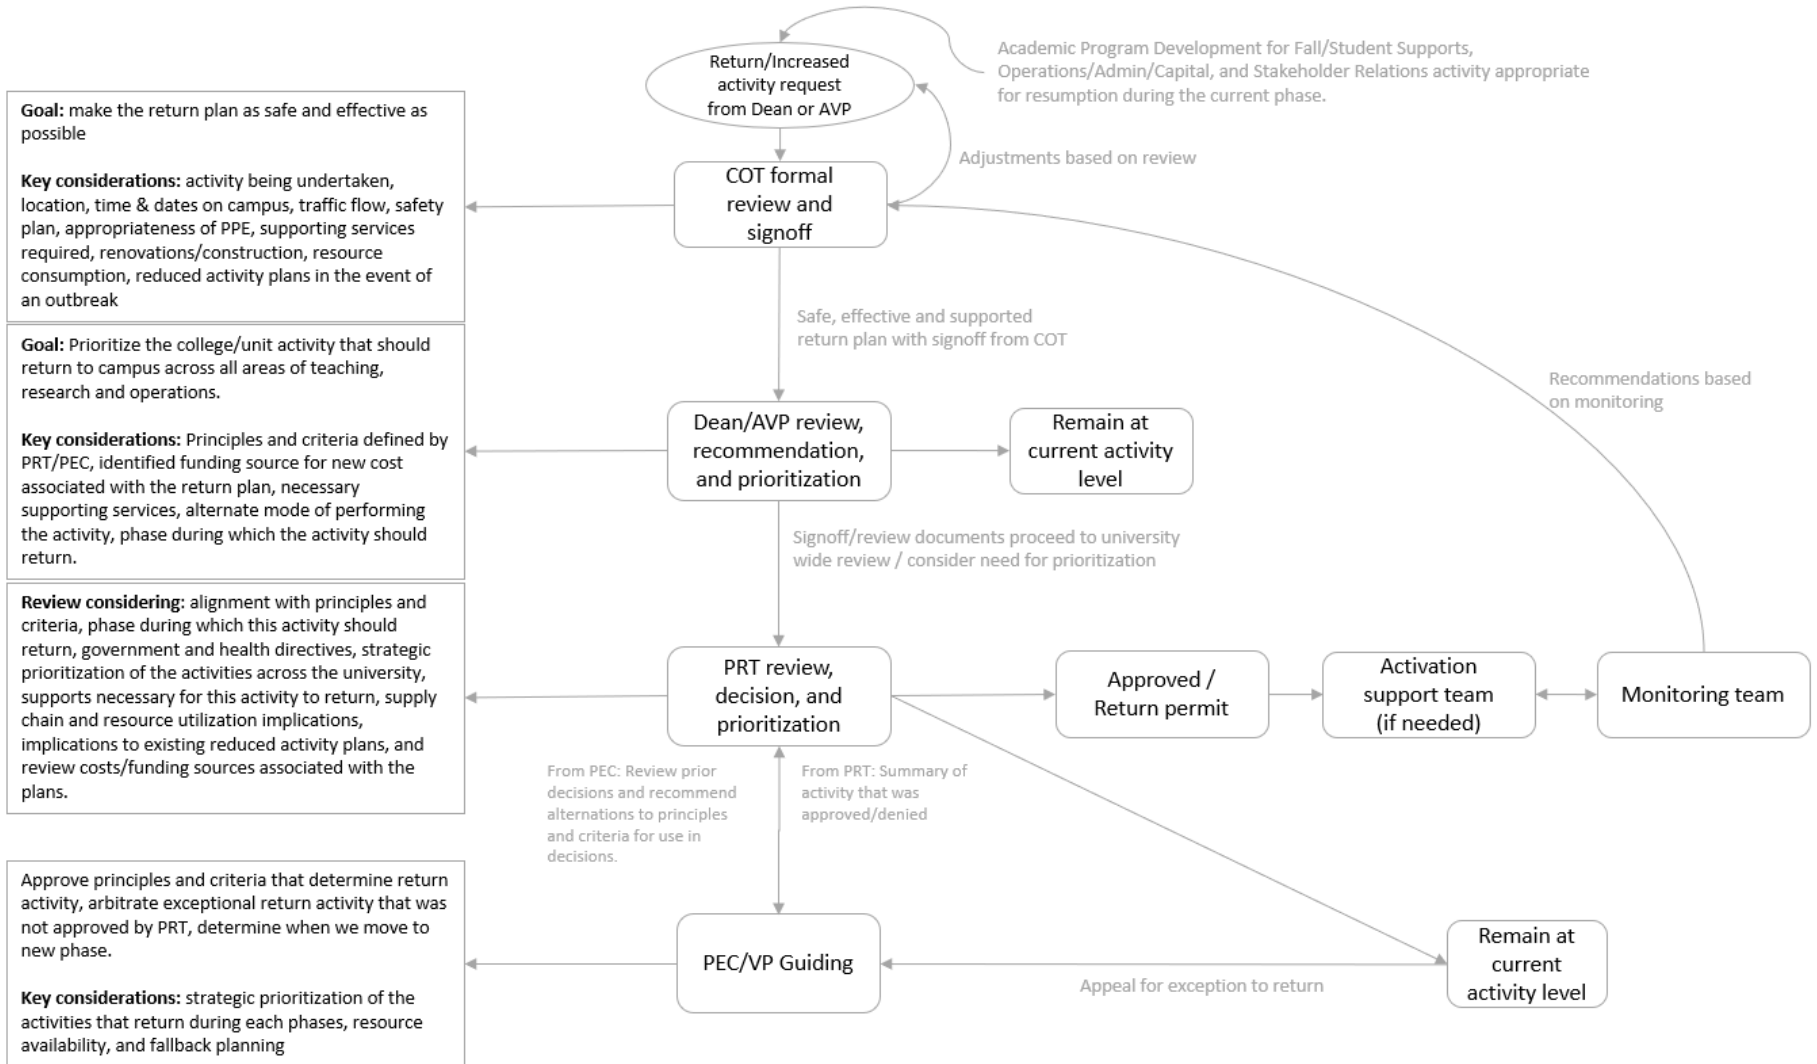 Return/Increased
activity request
from Dean or AVP
Academic Program Development for Fall/Student Supports,
Operations/Admin/Capital, and Stakeholder Relations activity appropriate
for resumption during the current phase.
Adjustments based on review
Goal: make the return plan as safe and effective as
possible
Key considerations: activity being undertaken,
location, time & dates on campus, traffic flow, safety
plan, appropriateness of PPE, supporting services
required, renovations/construction, resource
consumption, reduced activity plans in the event of
an outbreak
COT formal
review and
signoff
Safe, effective and supported
return plan with signoff from COT
Recommendations based
on monitoring
Goal: Prioritize the college/unit activity that should
return to campus across all areas of teaching,
research and operations.
Key considerations: Principles and criteria defined by
PRT/PEC, identified funding source for new cost
associated with the return plan, necessary
supporting services, alternate mode of performing
the activity, phase during which the activity should
return.
Dean/AVP review,
recommendation,
and prioritization
Remain at
current activity
level
Signoff/review documents proceed to university
wide review / consider need for prioritization
Review considering: alignment with principles and
criteria, phase during which this activity should
return, government and health directives, strategic
prioritization of the activities across the university,
supports necessary for this activity to return, supply
chain and resource utilization implications,
implications to existing reduced activity plans, and
review costs/funding sources associated with the
plans.
PRT review,
decision, and
prioritization
Approved /
Return permit
Activation
support team
(if needed)
Monitoring team
From PEC: Review prior
decisions and recommend
alternations to principles
and criteria for use in
decisions.
From PRT: Summary of
activity that was
approved/denied
Approve principles and criteria that determine return
activity, arbitrate exceptional return activity that was
not approved by PRT, determine when we move to
new phase.
Key considerations: strategic prioritization of the
activities that return during each phases, resource
availability, and fallback planning
PEC/VP Guiding
Appeal for exception to return
Remain at
current
activity level